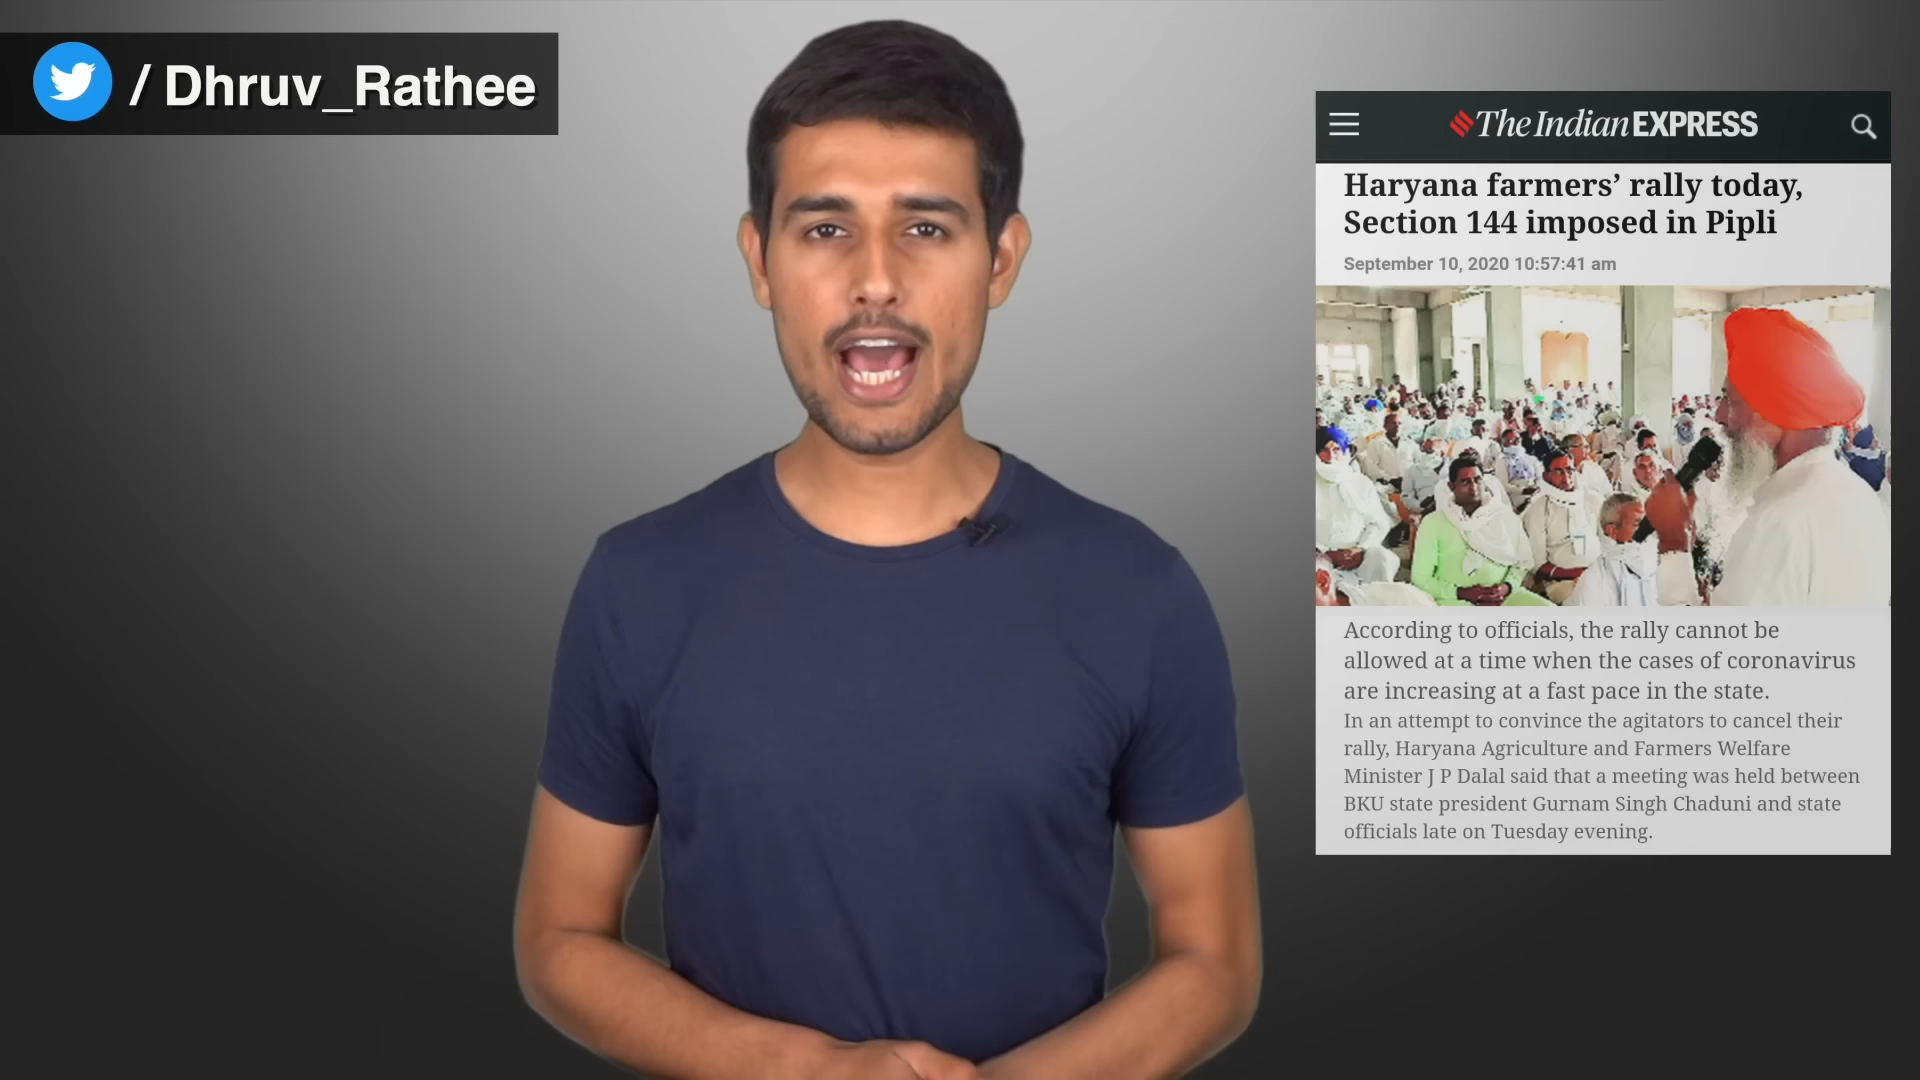 / Dhruv_Rathee
The Indian EXPRESS
Haryana farmers’ rally today,
Section 144 imposed in Pipli
September 10, 2020 10:57:41 am
According to officials, the rally cannot be
allowed at a time when the cases of coronavirus
are increasing at a fast pace in the state.
In an attempt to convince the agitators to cancel their
rally, Haryana Agriculture and Farmers Welfare
Minister J P Dalal said that a meeting was held between
BKU state president Gurnam Singh Chaduni and state
officials late on Tuesday evening.